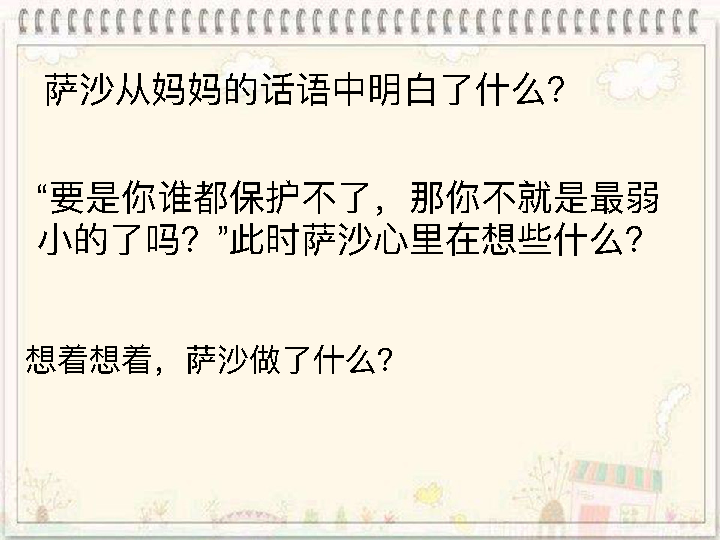 萨沙从妈妈的话语中明白了什么？
“要是你谁都保护不了，那你不就是最弱
小的了吗？”此时萨沙心里在想些什么？
想着想着，萨沙做了什么？